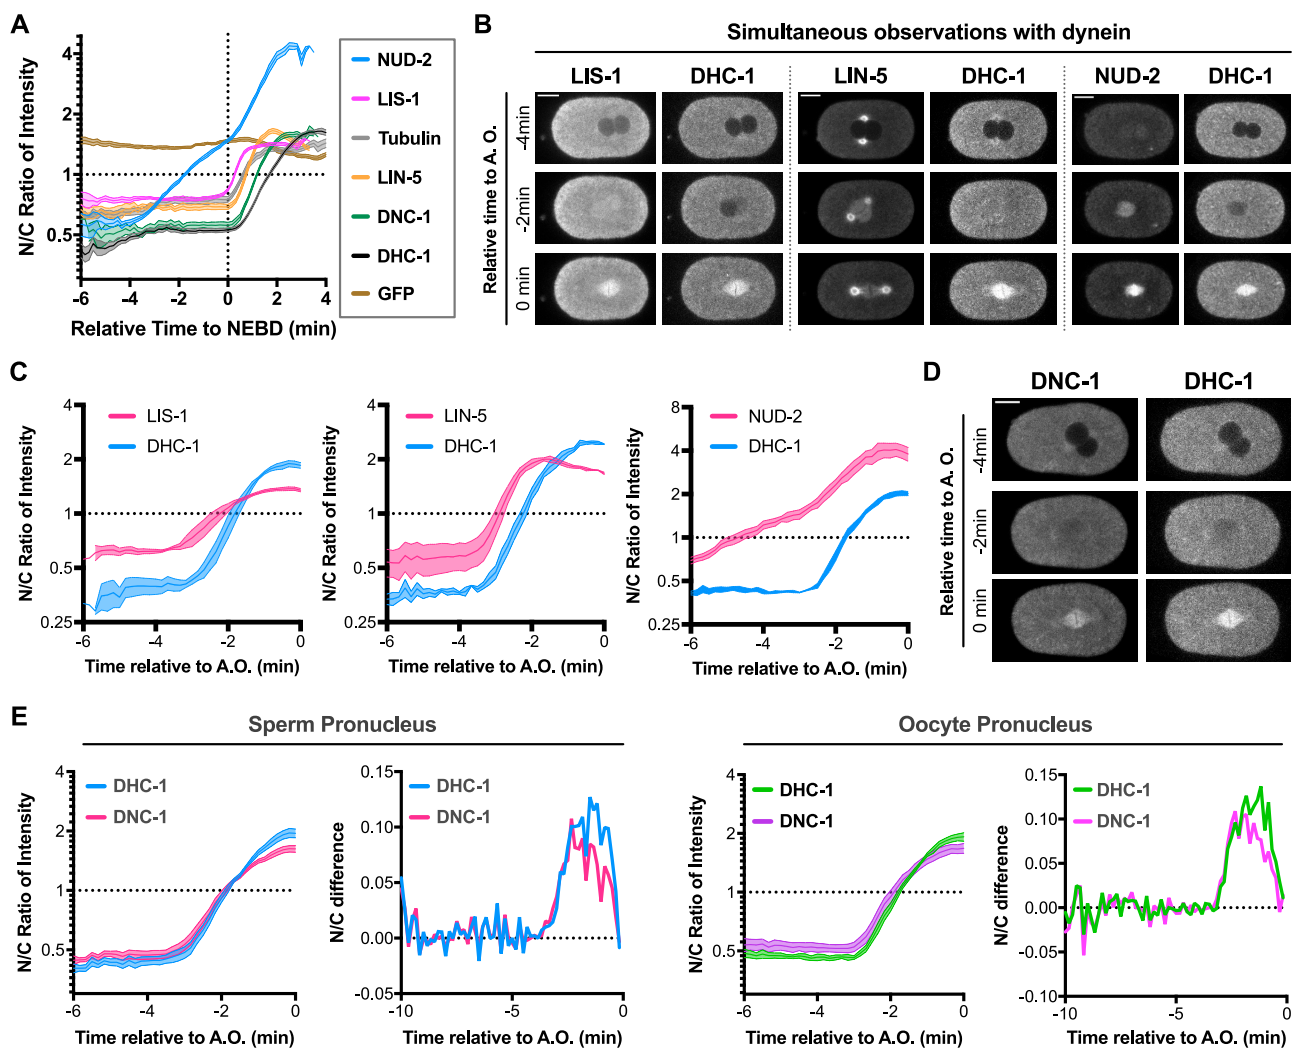 A
N/C Ratio of Intensity
4
2
1
0.5
-6
-4
-2
0
2
4
Relative Time to NEBD (min)
NUD-2
LIS-1
Tubulin
LIN-5
DNC-1
DHC-1
GFP
B
Simultaneous observations with dynein
LIS-1 DHC-1 LIN-5 DHC-1 NUD-2 DHC-1
Relative time to A. O.
-4min
-2min
0 min
C
N/C Ratio of Intensity
4
2
1
0.5
0.25
-6 -4 -2 0
Time relative to A.O. (min)
LIS-1
DHC-1
N/C Ratio of Intensity
4
2
1
0.5
0.25
-6 -4 -2 0
Time relative to A.O. (min)
LIN-5
DHC-1
N/C Ratio of Intensity
8
4
2
1
0.5
0.25
-6 -4 -2 0
Time relative to A.O. (min)
NUD-2
DHC-1
D
DNC-1 DHC-1
Relative time to A. O.
-4min
-2min
0 min
E
Sperm Pronucleus
N/C Ratio of Intensity
4
2
1
0.5
-6 -4 -2 0
Time relative to A.O. (min)
DHC-1
DNC-1
N/C difference
0.15
0.10
0.05
0.00
-0.05
-10 -5 0
Time relative to A.O. (min)
DHC-1
DNC-1
Oocyte Pronucleus
N/C Ratio of Intensity
4
2
1
0.5
-6 -4 -2 0
Time relative to A.O. (min)
DHC-1
DNC-1
N/C difference
0.15
0.10
0.05
0.00
-0.05
-0.10
-10 -5 0
Time relative to A.O. (min)
DHC-1
DNC-1